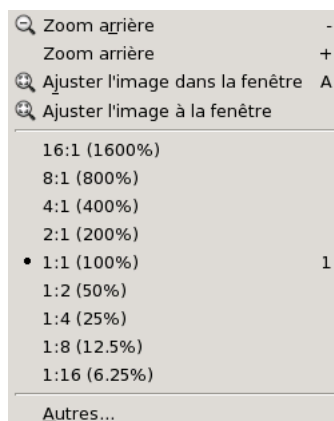 Zoom arrière -
Zoom arrière +
Ajuster l'image dans la fenêtre A
Ajuster l'image à la fenêtre
16:1 (1600%)
8:1 (800%)
4:1 (400%)
2:1 (200%)
• 1:1 (100%) 1
1:2 (50%)
1:4 (25%)
1:8 (12.5%)
1:16 (6.25%)
Autres...